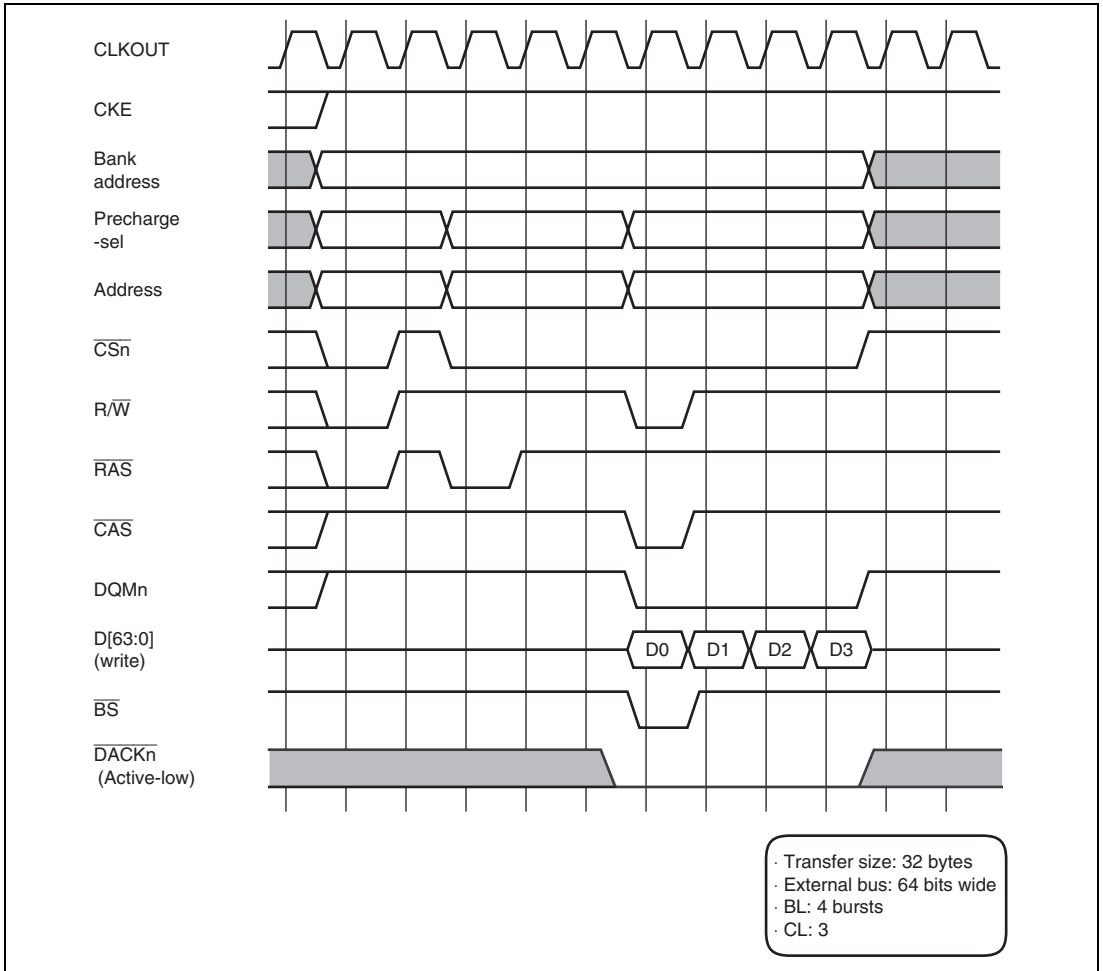 CLKOUT
CKE
Bank
address
Precharge
-sel
Address
CSn
R/W
RAS
CAS
DQMn
D[63:0]
(write)
D0 D1 D2 D3
BS
DACKn
(Active-low)
· Transfer size: 32 bytes
· External bus: 64 bits wide
· BL: 4 bursts
· CL: 3